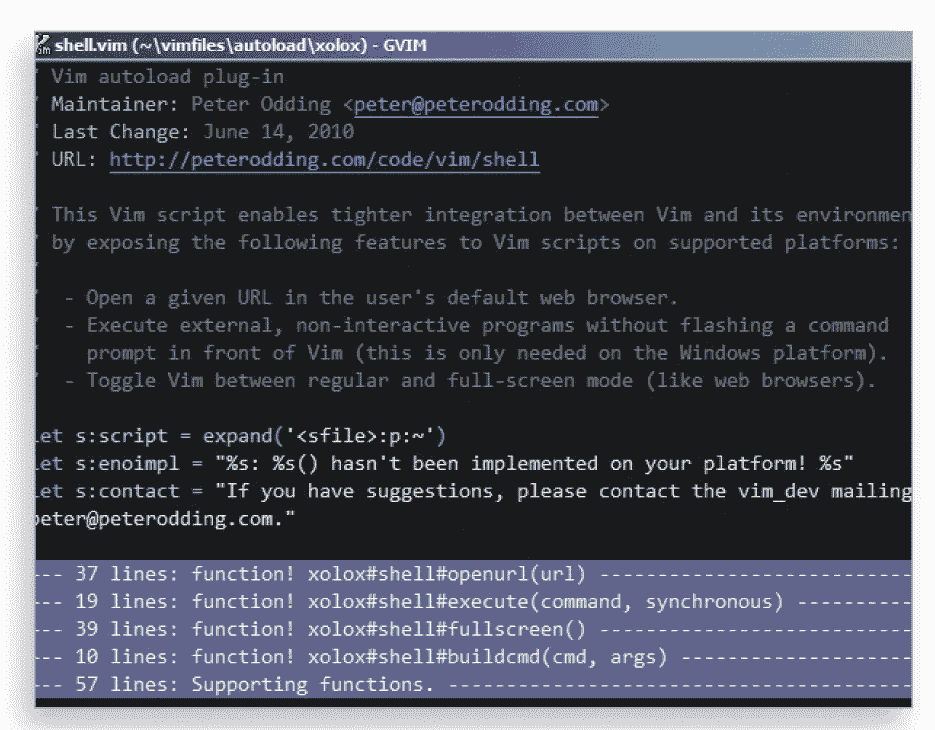 shell.vim (~\vimfiles\autoload\xolox) - GVIM
" Vim autoload plug-in
" Maintainer: Peter Odding <peter@peterodding.com>
" Last Change: June 14, 2010
" URL: http://peterodding.com/code/vim/shell
"
" This Vim script enables tighter integration between Vim and its environmen
" by exposing the following features to Vim scripts on supported platforms:
"
"  - Open a given URL in the user's default web browser.
"  - Execute external, non-interactive programs without flashing a command
"    prompt in front of Vim (this is only needed on the Windows platform).
"  - Toggle Vim between regular and full-screen mode (like web browsers).
let s:script = expand('<sfile>:p:~')
let s:enoimpl = "%s: %s() hasn't been implemented on your platform! %s"
let s:contact = "If you have suggestions, please contact the vim_dev mailing
peter@peterodding.com."
--- 37 lines: function! xolox#shell#openurl(url) ---------------------------
--- 19 lines: function! xolox#shell#execute(command, synchronous) ----------
--- 39 lines: function! xolox#shell#fullscreen() ---------------------------
--- 10 lines: function! xolox#shell#buildcmd(cmd, args) --------------------
--- 57 lines: Supporting functions. ----------------------------------------